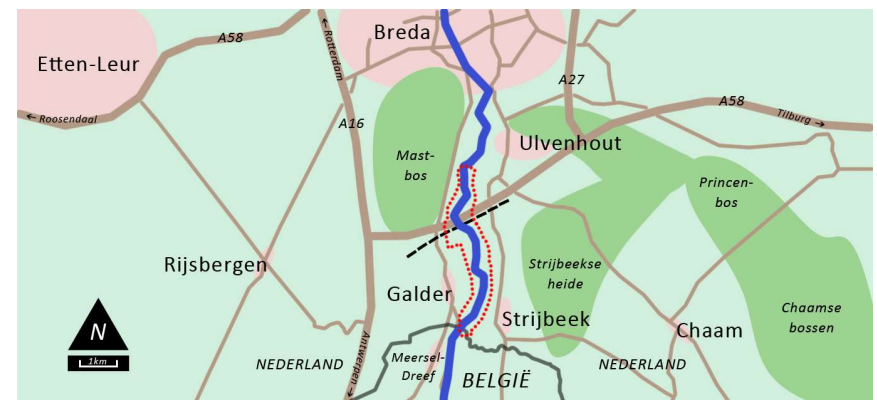 Breda
A58
Etten-Leur
← Rotterdam
A27
A58
← Roosendaal
Tilburg →
A16
Ulvenhout
Mast-
bos
Princen-
bos
Rijsbergen
Strijbeekse
heide
Galder
N
Strijbeek
Chaam
Chaamse
bossen
1km
NEDERLAND
Antwerpen →
Meersel-
Dreef
BELGIË
NEDERLAND